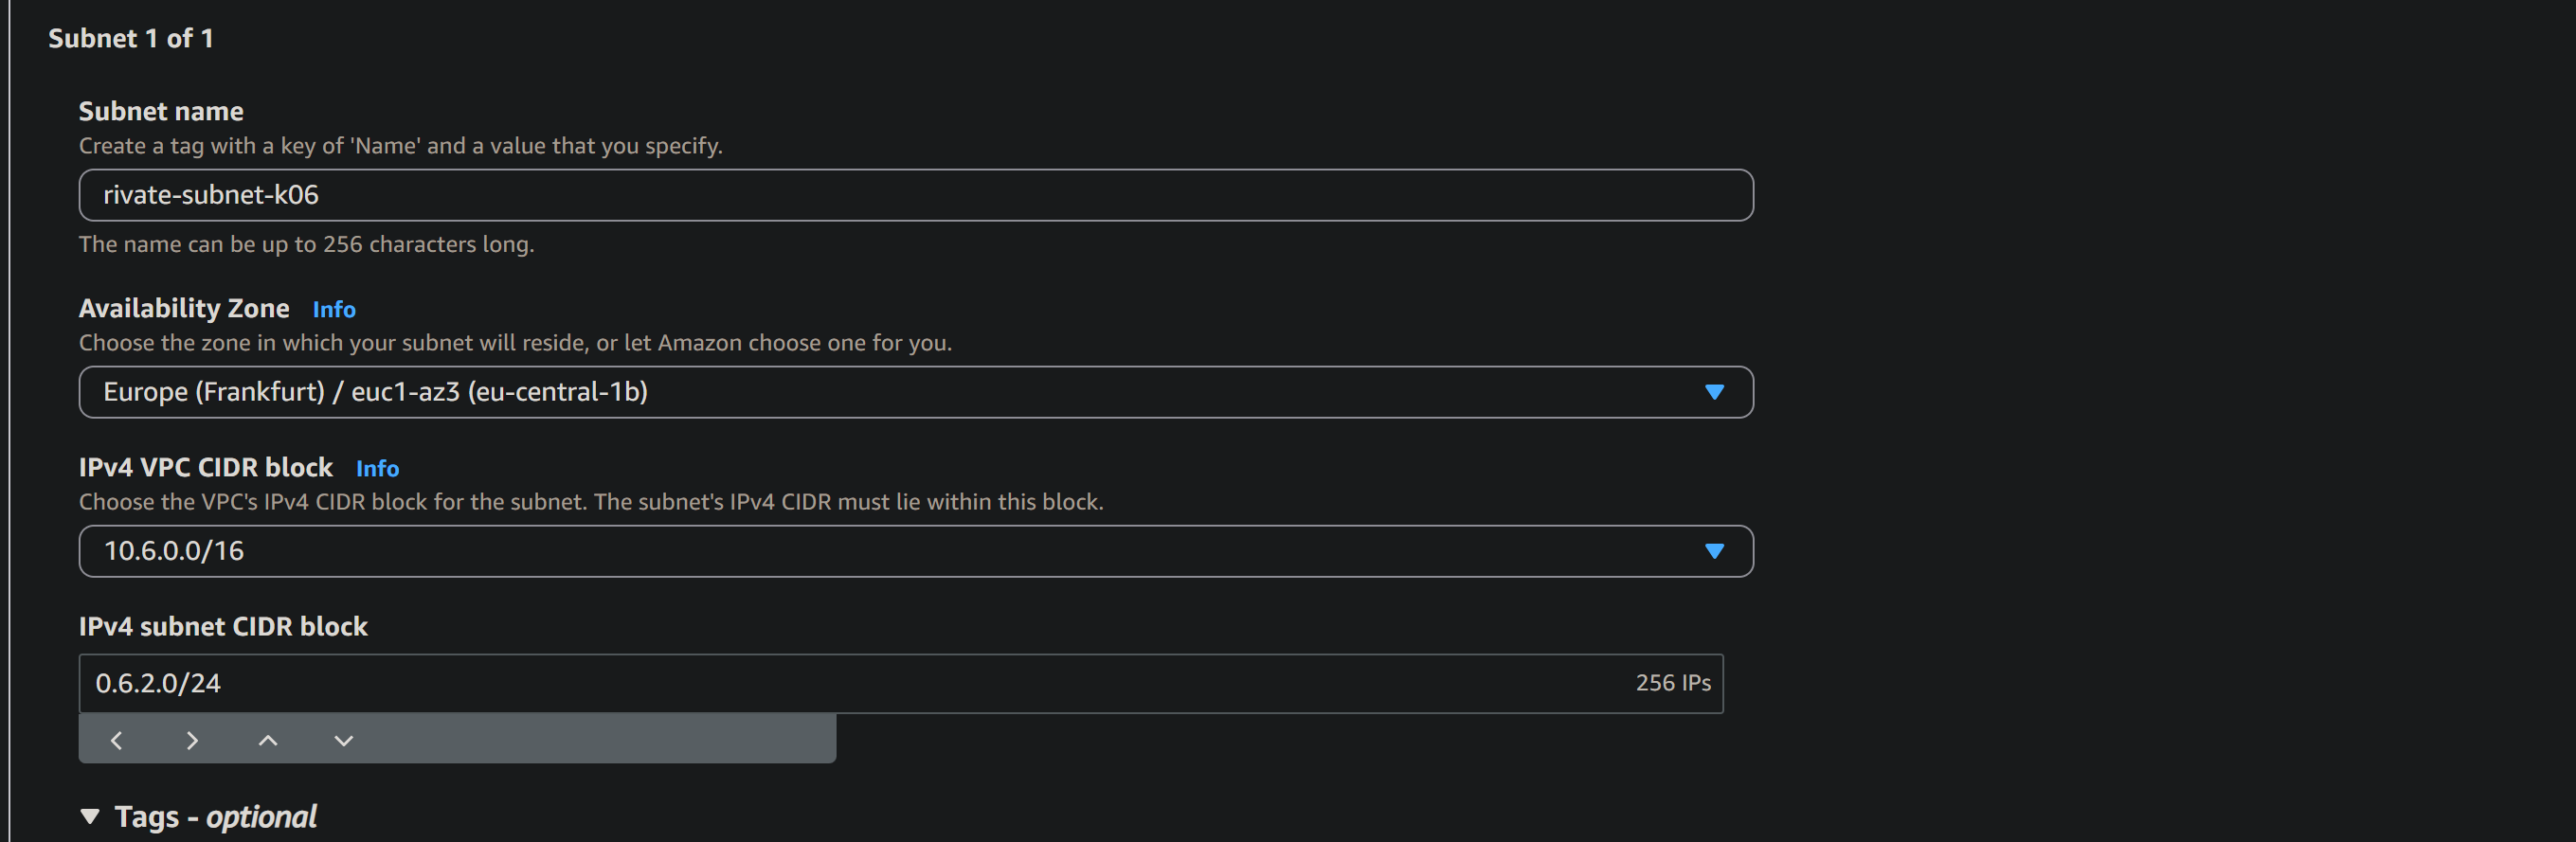 Subnet 1 of 1
Subnet name
Create a tag with a key of 'Name' and a value that you specify.
rivate-subnet-k06
The name can be up to 256 characters long.
Availability Zone Info
Choose the zone in which your subnet will reside, or let Amazon choose one for you.
Europe (Frankfurt) / euc1-az3 (eu-central-1b)
IPv4 VPC CIDR block Info
Choose the VPC's IPv4 CIDR block for the subnet. The subnet's IPv4 CIDR must lie within this block.
10.6.0.0/16
IPv4 subnet CIDR block
0.6.2.0/24 256 IPs
Tags - optional